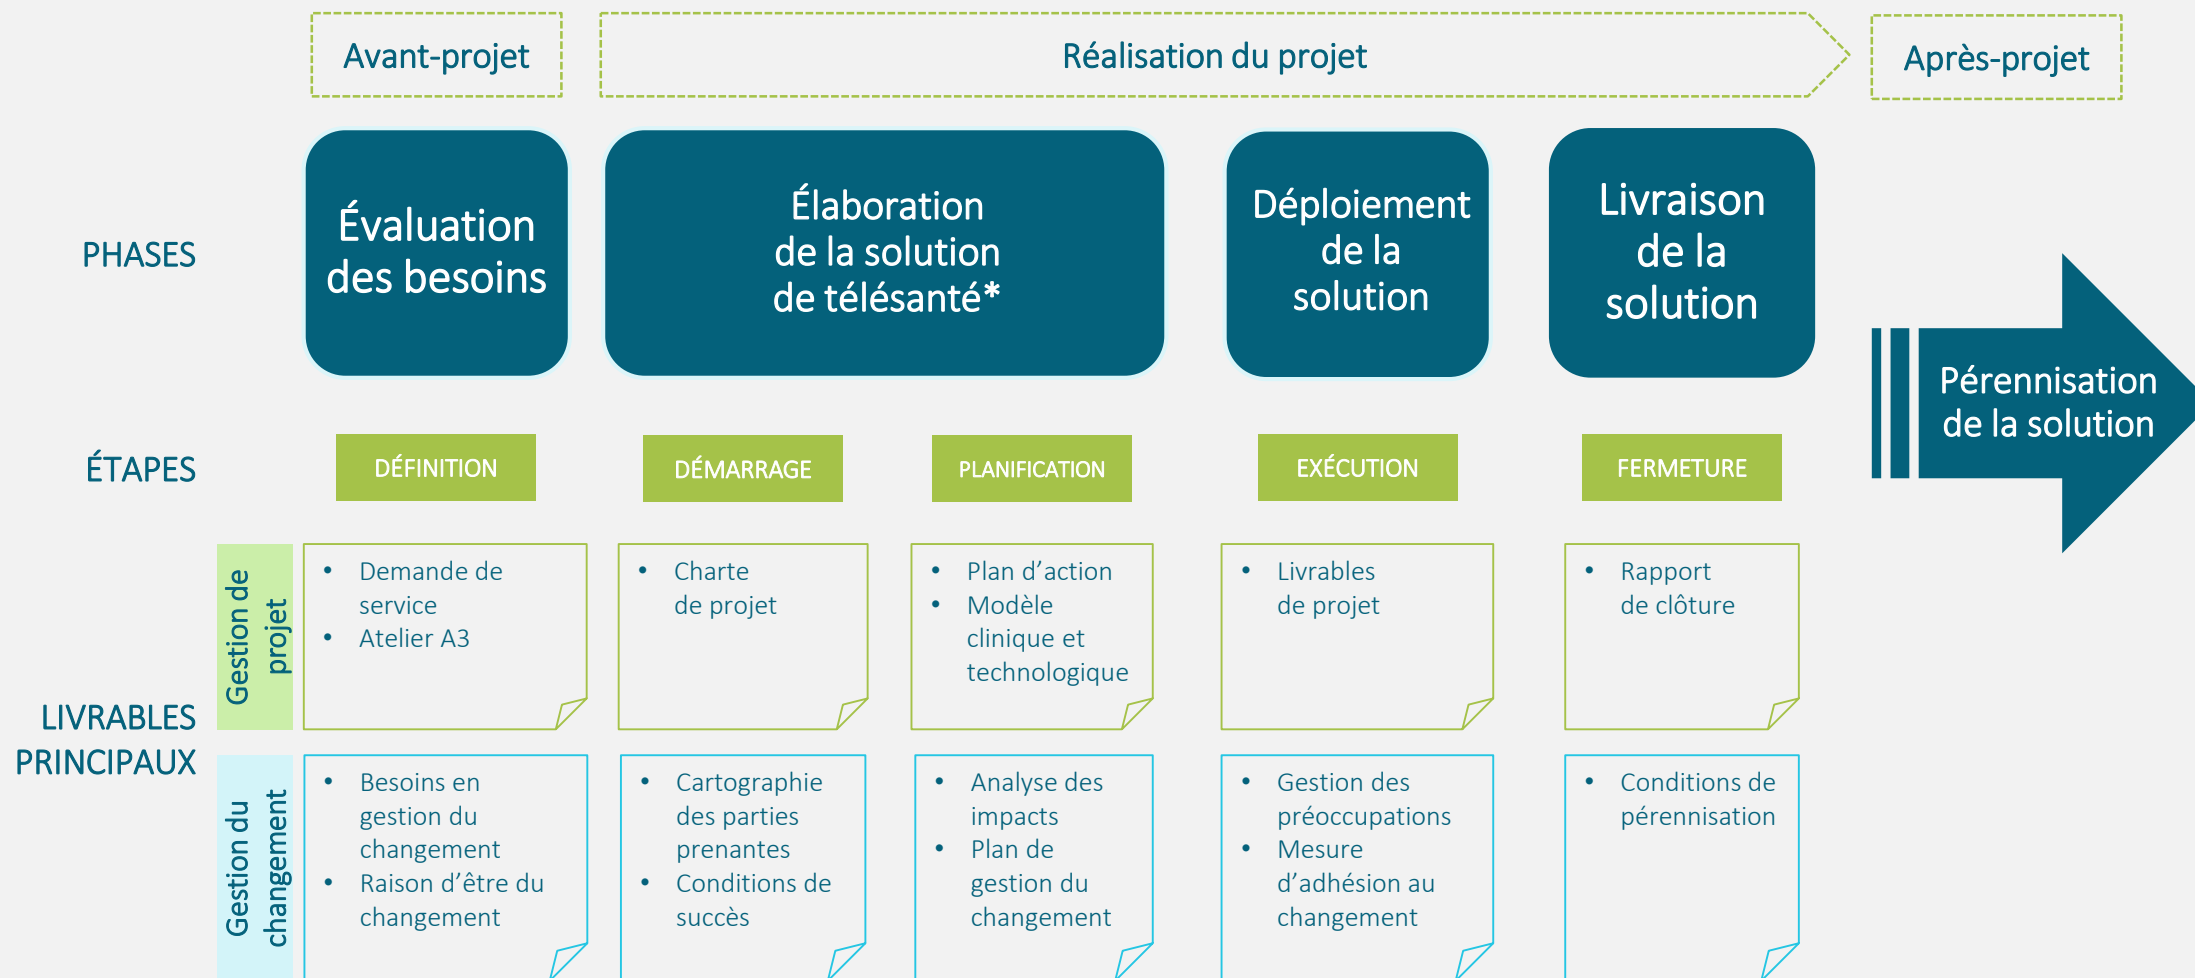 Avant-projet
Réalisation du projet
Après-projet
PHASES
Évaluation
des besoins
Élaboration
de la solution
de télésanté*
Déploiement
de la
solution
Livraison
de la
solution
Pérennisation
de la solution
ÉTAPES
DÉFINITION
DÉMARRAGE
PLANIFICATION
EXÉCUTION
FERMETURE
LIVRABLES
PRINCIPAUX
Gestion de
projet
• Demande de
service
• Atelier A3
• Charte
de projet
• Plan d’action
• Modèle
clinique et
technologique
• Livrables
de projet
• Rapport
de clôture
Gestion du
changement
• Besoins en
gestion du
changement
• Raison d’être du
changement
• Cartographie
des parties
prenantes
• Conditions de
succès
• Analyse des
impacts
• Plan de
gestion du
changement
• Gestion des
préoccupations
• Mesure
d’adhésion au
changement
• Conditions de
pérennisation